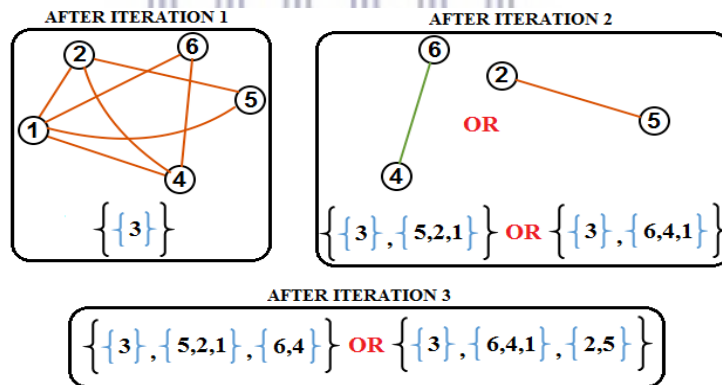 AFTER ITERATION 1
2
6
5
1
4
{{3}}
AFTER ITERATION 2
6
2
OR
5
4
{{3},{5,2,1}} OR {{3},{6,4,1}}
AFTER ITERATION 3
{{3},{5,2,1},{6,4}} OR {{3},{6,4,1},{2,5}}